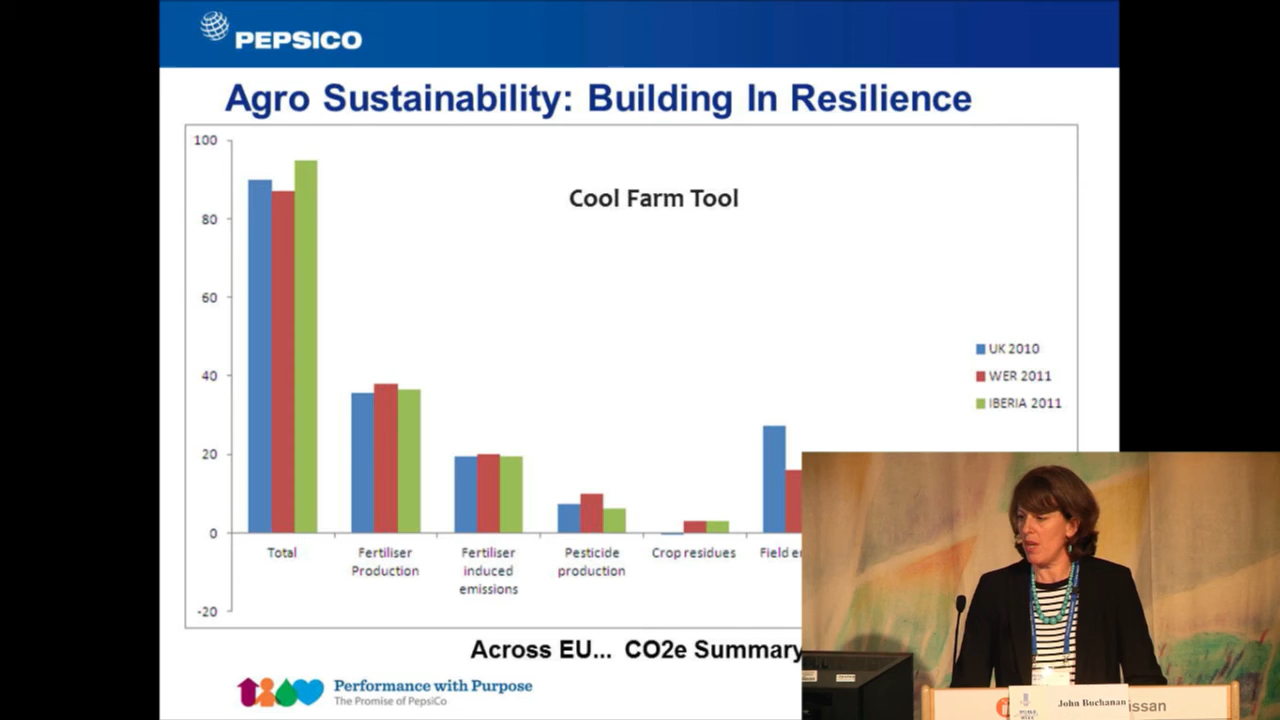 PEPSICO
Agro Sustainability: Building In Resilience
100
80
60
40
20
0
-20
Cool Farm Tool
UK 2010
WER 2011
IBERIA 2011
Total
Fertiliser
Production
Fertiliser
induced
emissions
Pesticide
production
Crop residues
Field
Across EU... CO2e Summary
Performance with Purpose
The Promise of PepsiCo
John Buchanan
issan